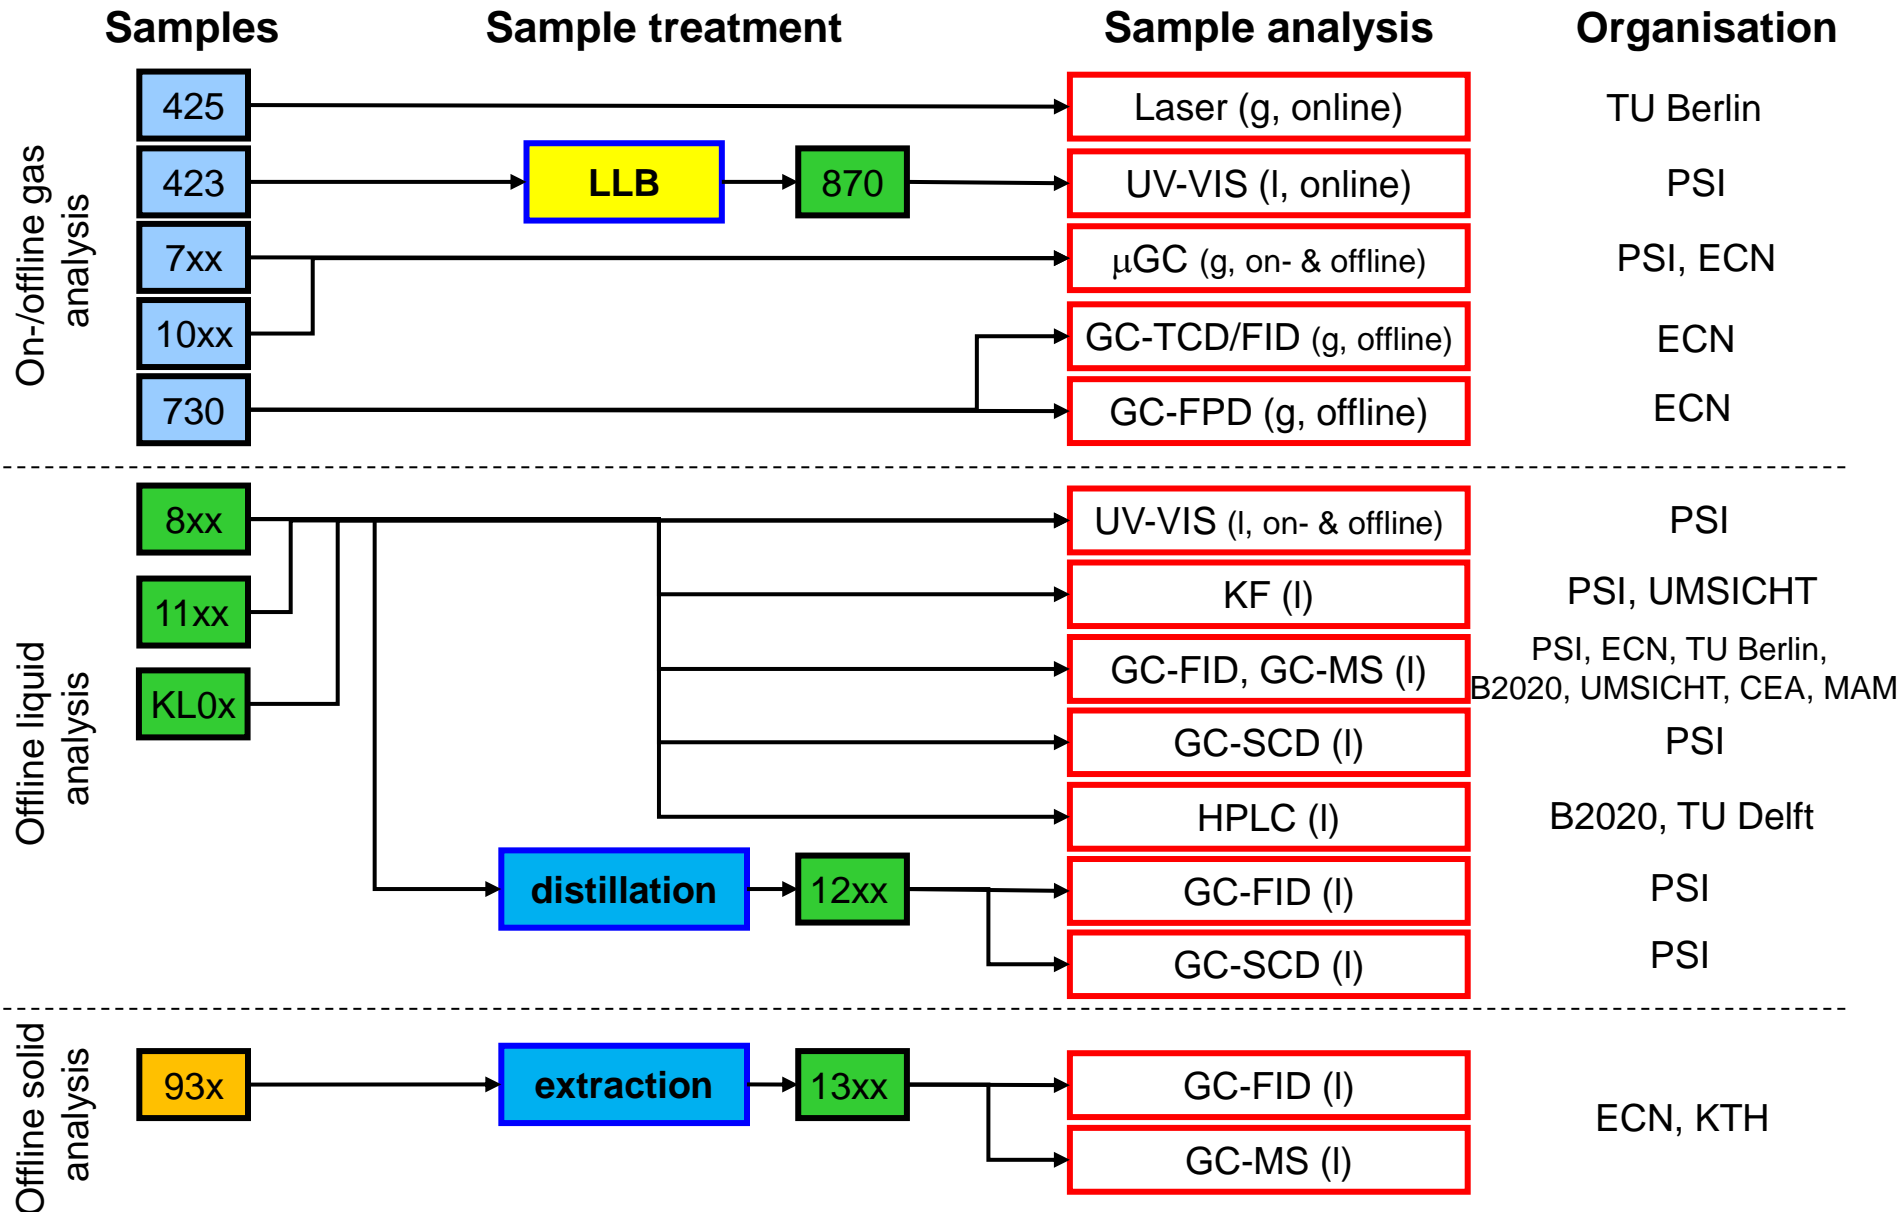 Samples
Sample treatment
Sample analysis
Organisation
On-/offline gas
analysis
425
Laser (g, online)
TU Berlin
423
LLB
870
UV-VIS (l, online)
PSI
7xx
μGC (g, on- & offline)
PSI, ECN
10xx
GC-TCD/FID (g, offline)
ECN
730
GC-FPD (g, offline)
ECN
Offline liquid
analysis
8xx
UV-VIS (l, on- & offline)
PSI
11xx
KF (l)
PSI, UMSICHT
KL0x
GC-FID, GC-MS (l)
PSI, ECN, TU Berlin,
B2020, UMSICHT, CEA, MAM
GC-SCD (l)
PSI
HPLC (l)
B2020, TU Delft
distillation
12xx
GC-FID (l)
PSI
GC-SCD (l)
PSI
Offline solid
analysis
93x
extraction
13xx
GC-FID (l)
ECN, KTH
GC-MS (l)